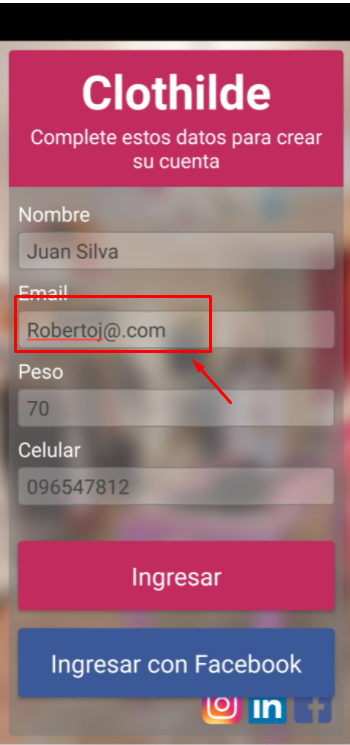 Clothilde
Complete estos datos para crear
su cuenta
Nombre
Juan Silva
Email
Robertoj@.com
Peso
70
Celular
096547812
Ingresar
Ingresar con Facebook
in
f